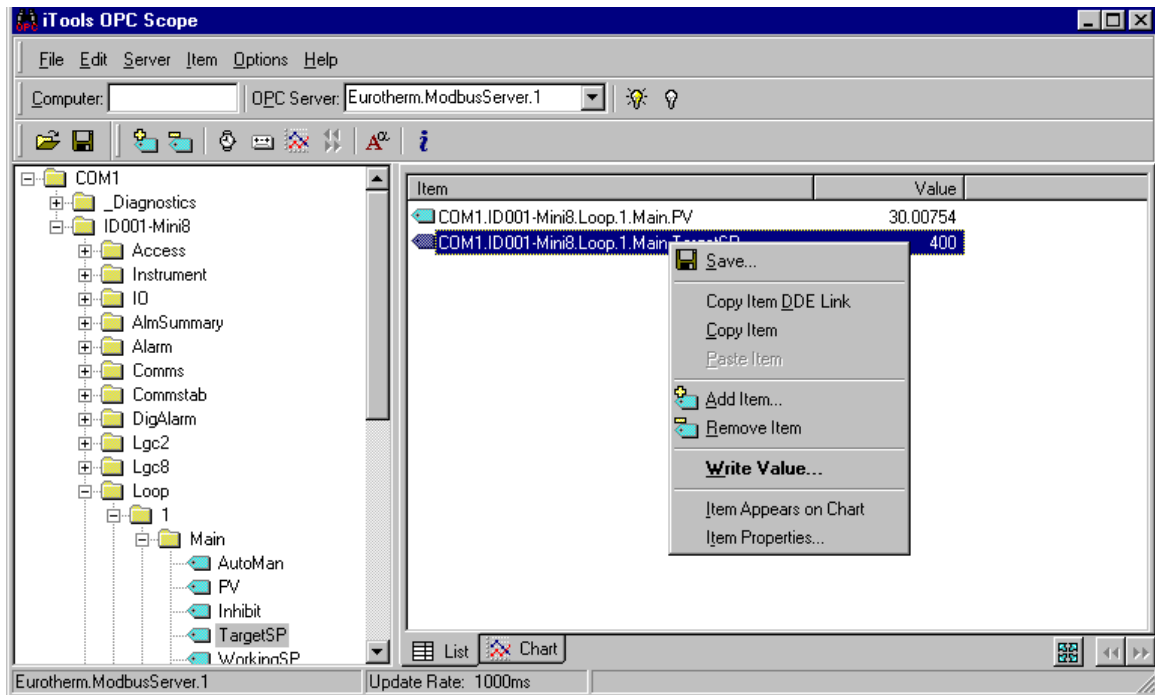 iTools OPC Scope
File Edit Server Item Options Help
Computer: OPC Server: Eurotherm.ModbusServer.1
COM1
_Diagnostics
ID001-Mini8
Access
Instrument
IO
AlmSummary
Alarm
Comms
Commstab
DigAlarm
Lgc2
Lgc8
Loop
1
Main
AutoMan
PV
Inhibit
TargetSP
WorkingSP
Item Value
COM1.ID001-Mini8.Loop.1.Main.PV 30.00754
COM1.ID001-Mini8.Loop.1.Main.TargetSP 400
Save...
Copy Item DDE Link
Copy Item
Paste Item
Add Item...
Remove Item
Write Value...
Item Appears on Chart
Item Properties...
List Chart
Eurotherm.ModbusServer.1 Update Rate: 1000ms